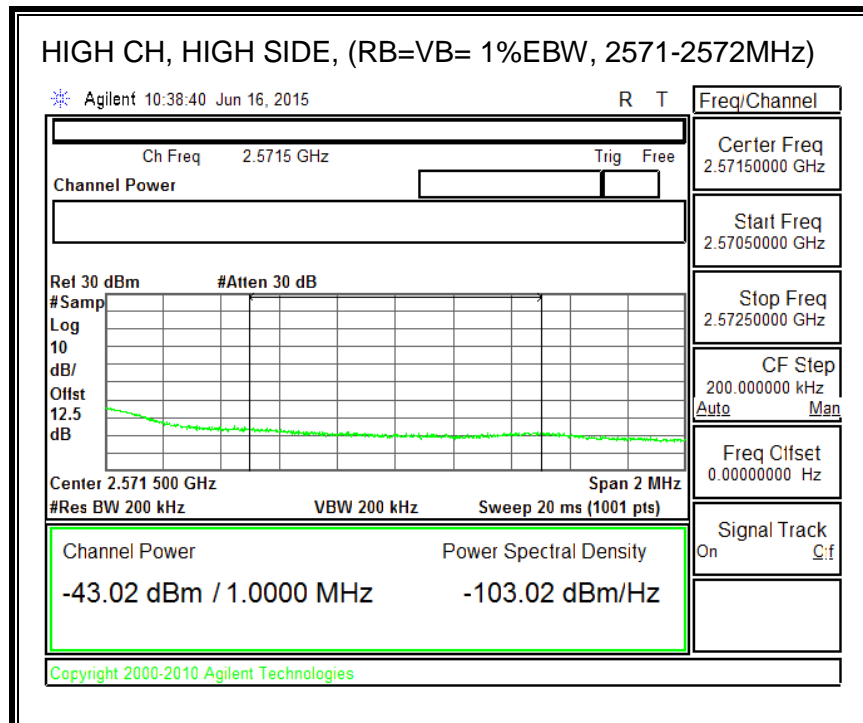 HIGH CH, HIGH SIDE, (RB=VB= 1%EBW, 2571-2572MHz)
Agilent 10:38:40 Jun 16, 2015 R T
Freq/Channel
Ch Freq 2.5715 GHz Trig Free
Channel Power
Center Freq
2.57150000 GHz
Start Freq
2.57050000 GHz
Stop Freq
2.57250000 GHz
CF Step
200.000000 kHz
Auto Man
Freq Offset
0.00000000 Hz
Signal Track
On Off
Ref 30 dBm #Atten 30 dB
#Samp
Log
10
dB/
Offst
12.5
dB
Center 2.571 500 GHz Span 2 MHz
#Res BW 200 kHz VBW 200 kHz Sweep 20 ms (1001 pts)
Channel Power Power Spectral Density
-43.02 dBm / 1.0000 MHz -103.02 dBm/Hz
Copyright 2000-2010 Agilent Technologies